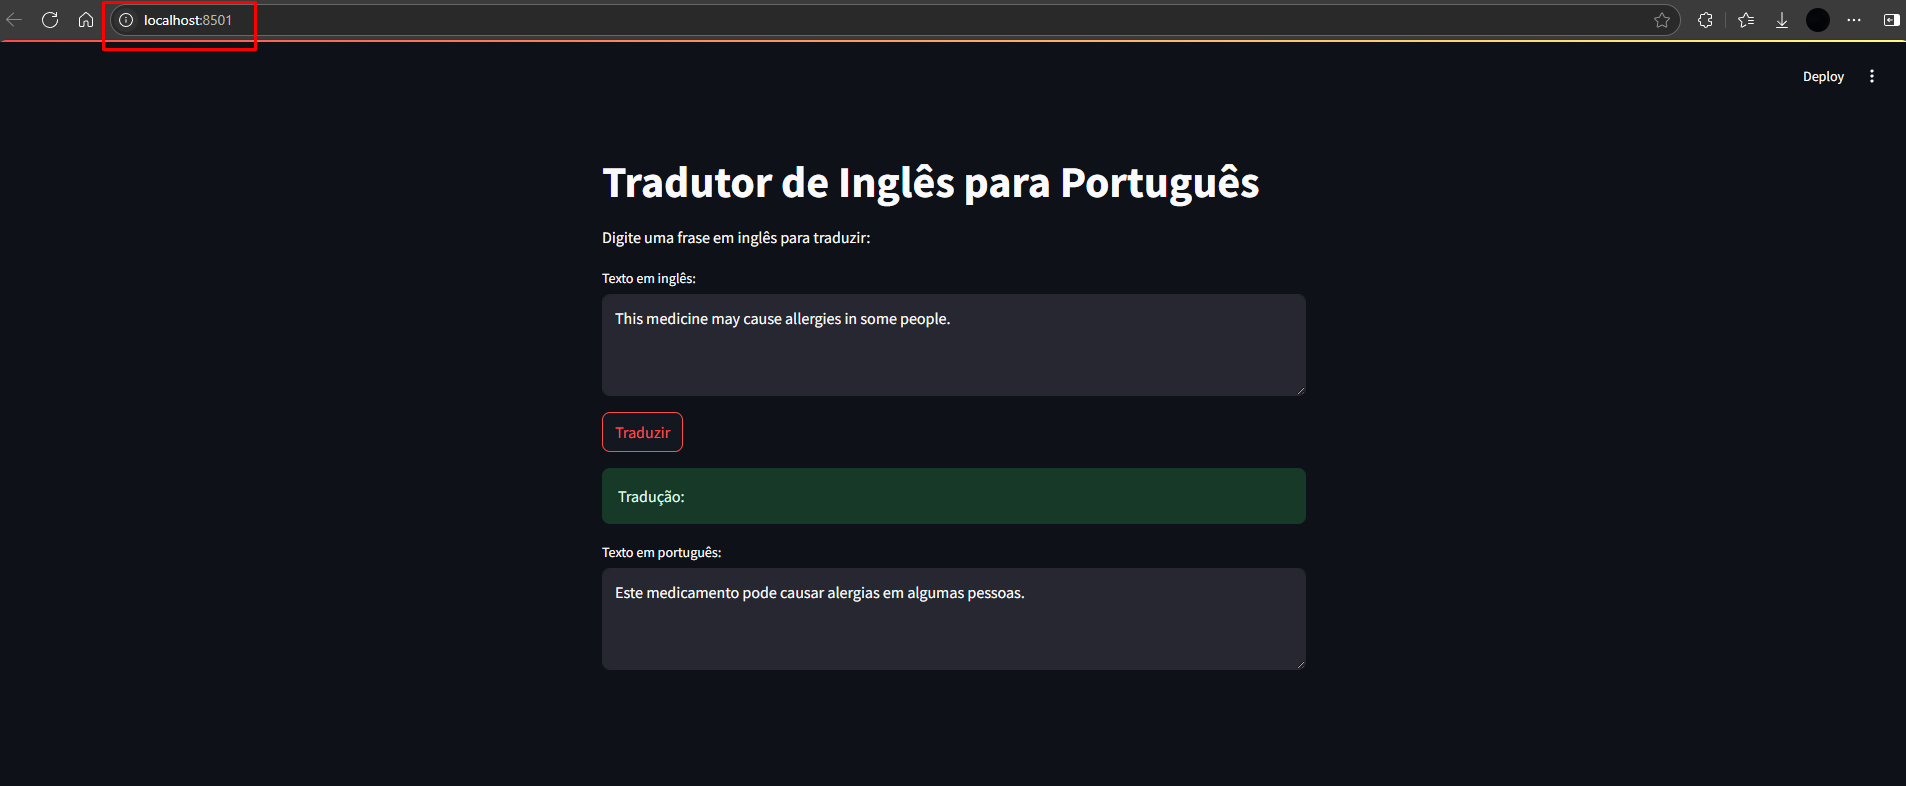 localhost:8501
Deploy
Tradutor de Inglês para Português
Digite uma frase em inglês para traduzir:
Texto em inglês:
This medicine may cause allergies in some people.
Traduzir
Tradução:
Texto em português:
Este medicamento pode causar alergias em algumas pessoas.